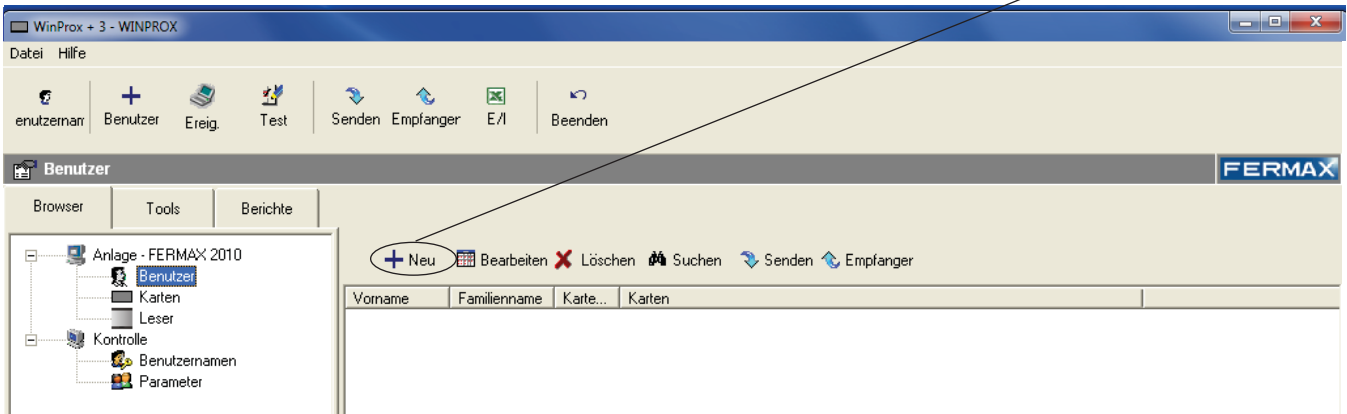 WinProx + 3 - WINPROX
Datei Hilfe
enutzernam Benutzer Ereig. Test Senden Empfanger E/I Beenden
Benutzer FERMAX
Browser Tools Berichte
Anlage - FERMAX 2010
Neu Bearbeiten Löschen Suchen Senden Empfanger
Benutzer
Karten
Vorname Familienname Karte... Karten
Leser
Kontrolle
Benutzernamen
Parameter